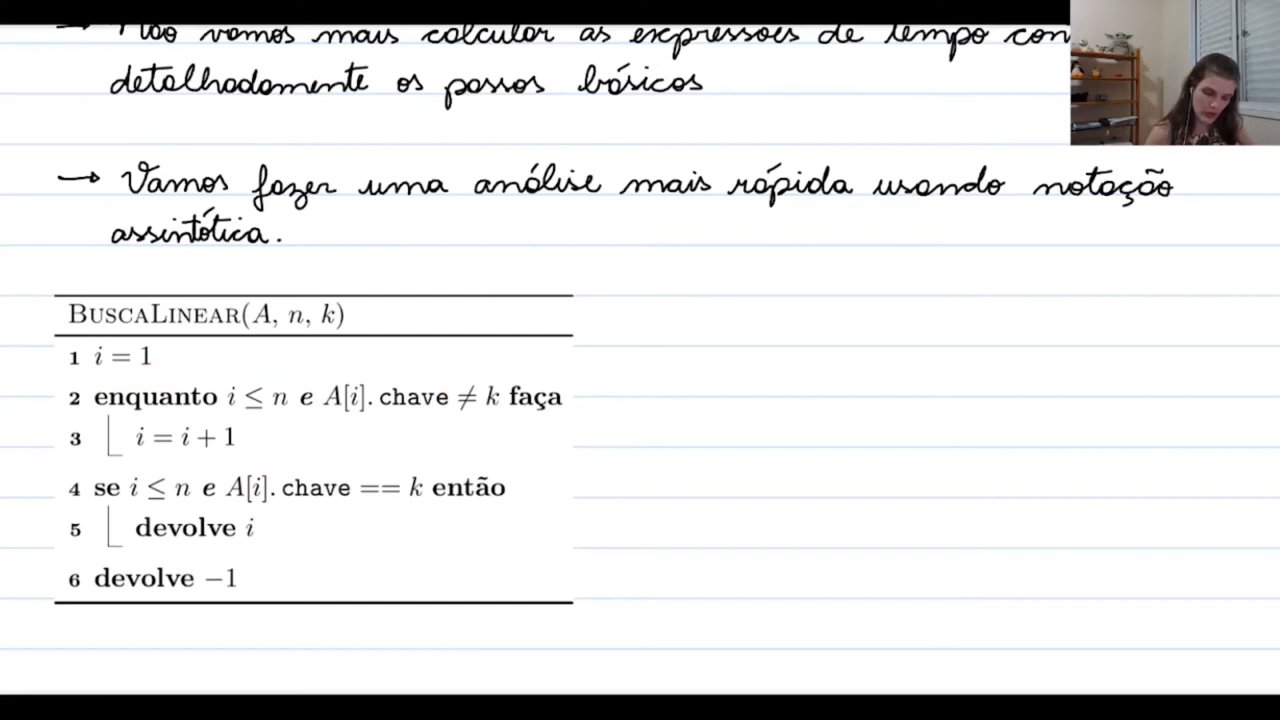 → Não vamos mais calcular as expressões de tempo con
detalhadamente os passos básicos
→ Vamos fazer uma análise mais rápida usando notação
assintótica.
BUSCALINEAR(A, n, k)
1 i = 1
2 enquanto i ≤ n e A[i].chave ≠ k faça
3 i = i + 1
4 se i ≤ n e A[i].chave == k então
5 devolve i
6 devolve −1